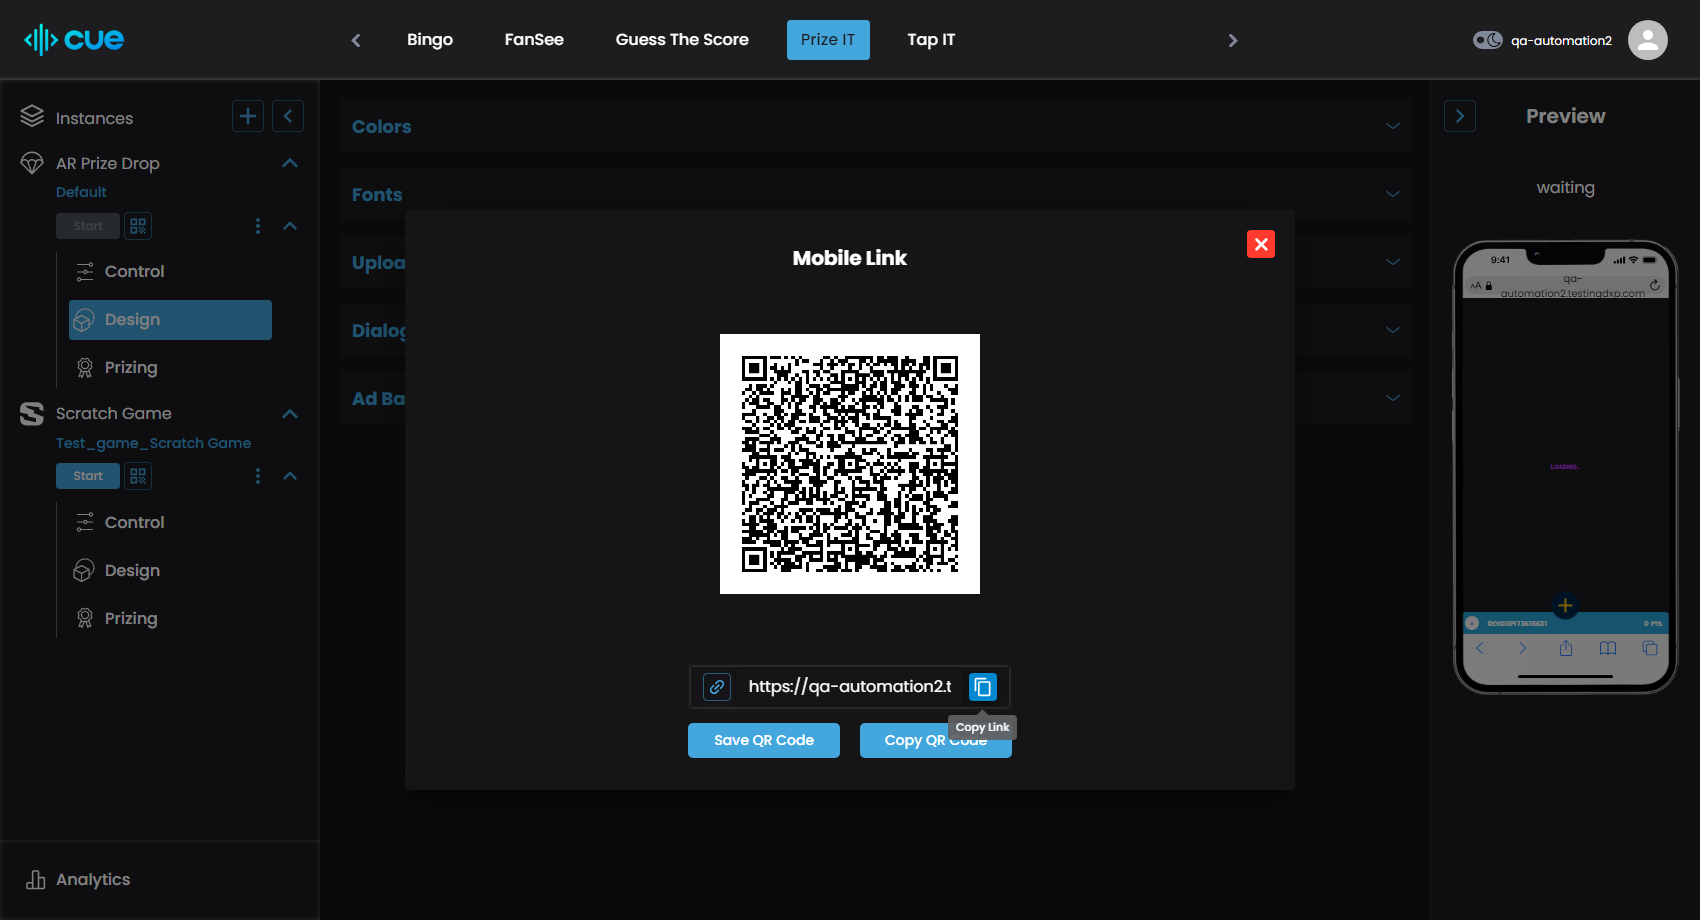 cue
Bingo
FanSee
Guess The Score
Prize IT
Tap IT
qa-automation2
Instances
AR Prize Drop
Default
Start
Control
Design
Prizing
Scratch Game
Test_game_Scratch Game
Start
Control
Design
Prizing
Analytics
Colors
Fonts
Uploa
Dialog
Ad Ba
Mobile Link
https://qa-automation2.t
Copy Link
Save QR Code
Copy QR Code
Preview
waiting
9:41
AA
qa-
automation2.testingdxp.com
Loading..
0 PTS.